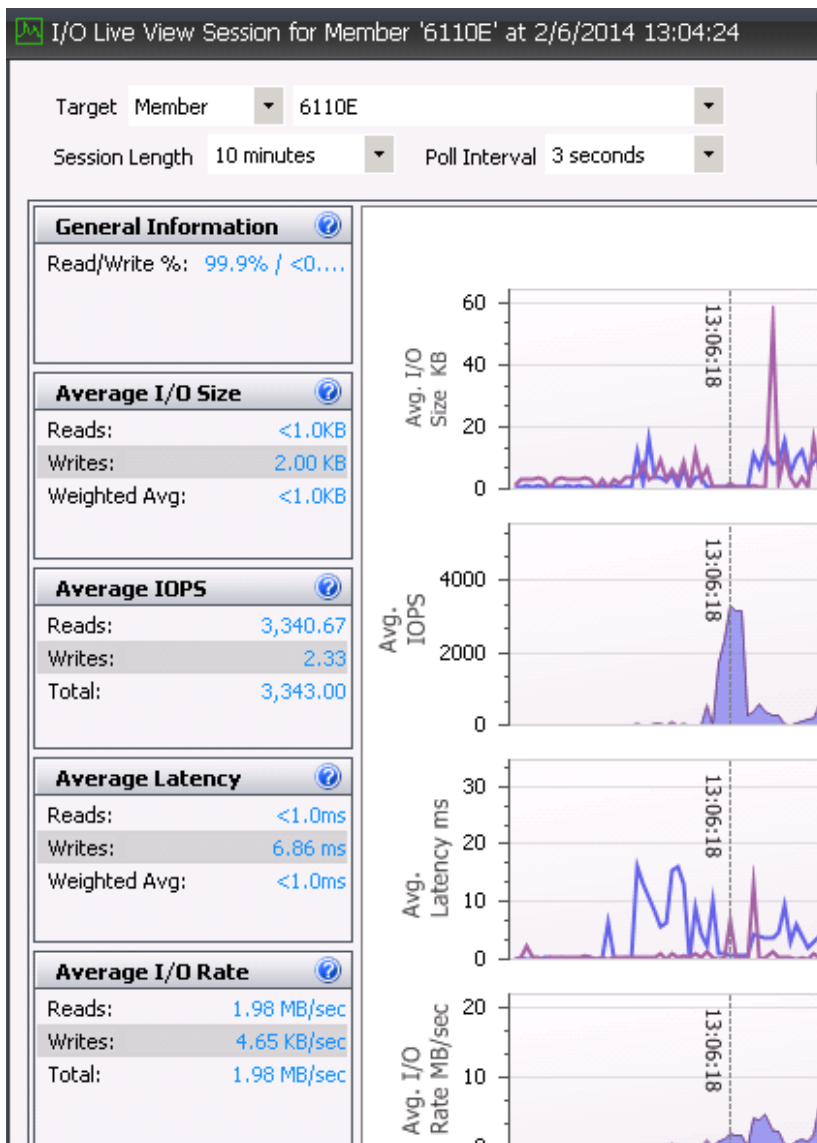 I/O Live View Session for Member '6110E' at 2/6/2014 13:04:24
Target Member 6110E
Session Length 10 minutes Poll Interval 3 seconds
General Information
Read/Write %: 99.9% / <0....
Average I/O Size
Reads: <1.0KB
Writes: 2.00 KB
Weighted Avg: <1.0KB
Average IOPS
Reads: 3,340.67
Writes: 2.33
Total: 3,343.00
Average Latency
Reads: <1.0ms
Writes: 6.86 ms
Weighted Avg: <1.0ms
Average I/O Rate
Reads: 1.98 MB/sec
Writes: 4.65 KB/sec
Total: 1.98 MB/sec
Avg. I/O
Size KB
60
40
20
0
13:06:18
Avg.
IOPS
4000
2000
0
13:06:18
Avg.
Latency ms
30
20
10
0
13:06:18
Avg. I/O
Rate MB/sec
20
10
0
13:06:18